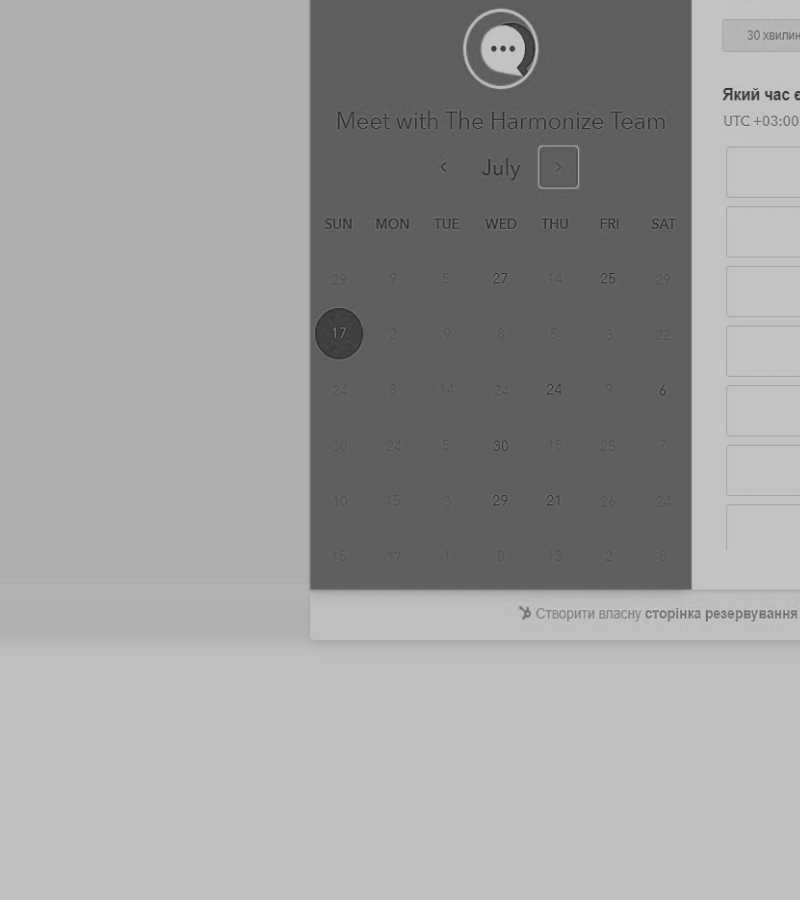 Meet with The Harmonize Team
July
SUN MON TUE WED THU FRI SAT
29 9 5 27 14 25 29
17 2 9 8 5 3 22
24 8 14 24 24 9 6
30 24 5 30 15 25 7
10 15 3 29 21 26 24
15 17 1 8 13 2 8
30 хвилин
Який час є
UTC +03:00
Створити власну сторінка резервування